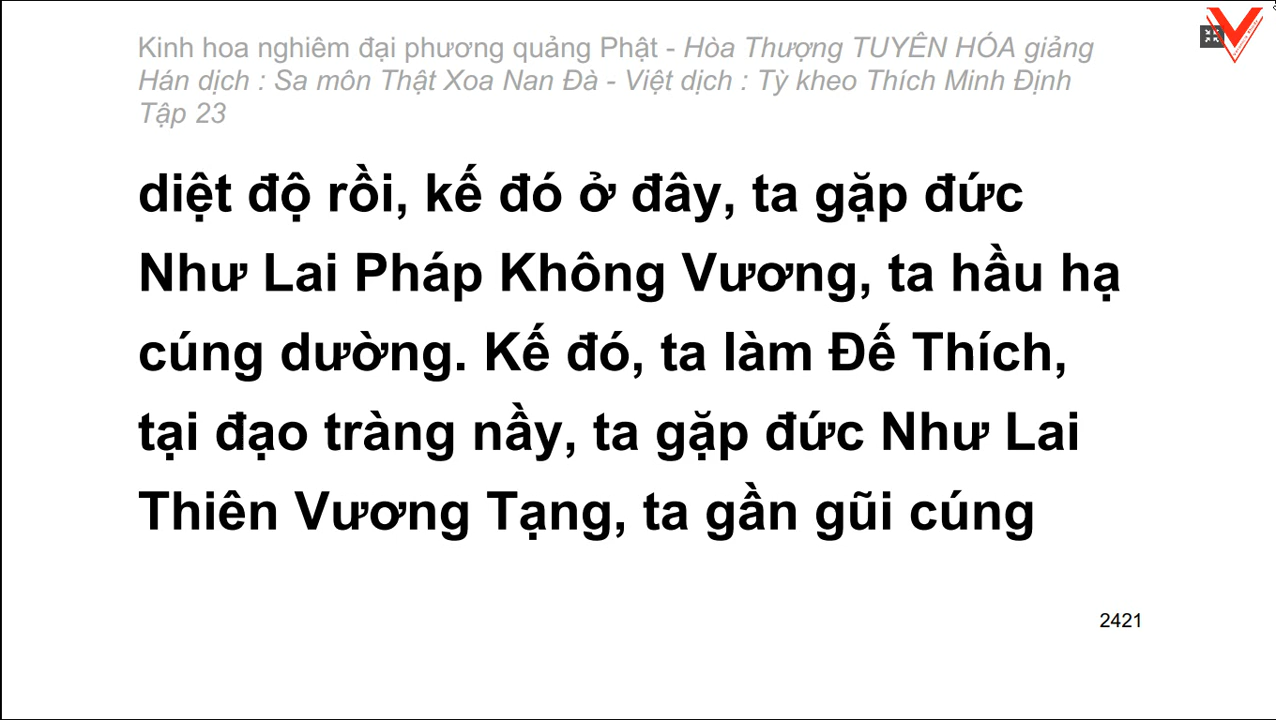 Kinh hoa nghiêm đại phương quảng Phật - Hòa Thượng TUYÊN HÓA giảng
Hán dịch : Sa môn Thật Xoa Nan Đà - Việt dịch : Tỳ kheo Thích Minh Định
Tập 23
diệt độ rồi, kế đó ở đây, ta gặp đức
Như Lai Pháp Không Vương, ta hầu hạ
cúng dường. Kế đó, ta làm Đế Thích,
tại đạo tràng nầy, ta gặp đức Như Lai
Thiên Vương Tạng, ta gần gũi cúng
2421